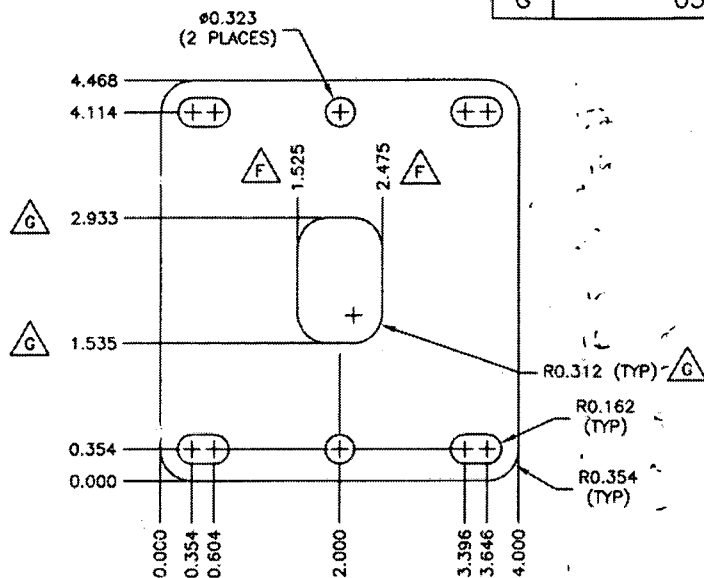 G
ø0.323
(2 PLACES)
4.468
4.114
F
1.525
2.475
F
G
2.933
G
1.535
R0.312 (TYP)
G
R0.162
(TYP)
0.354
0.000
R0.354
(TYP)
0.000
0.354
0.604
2.000
3.396
3.646
4.000